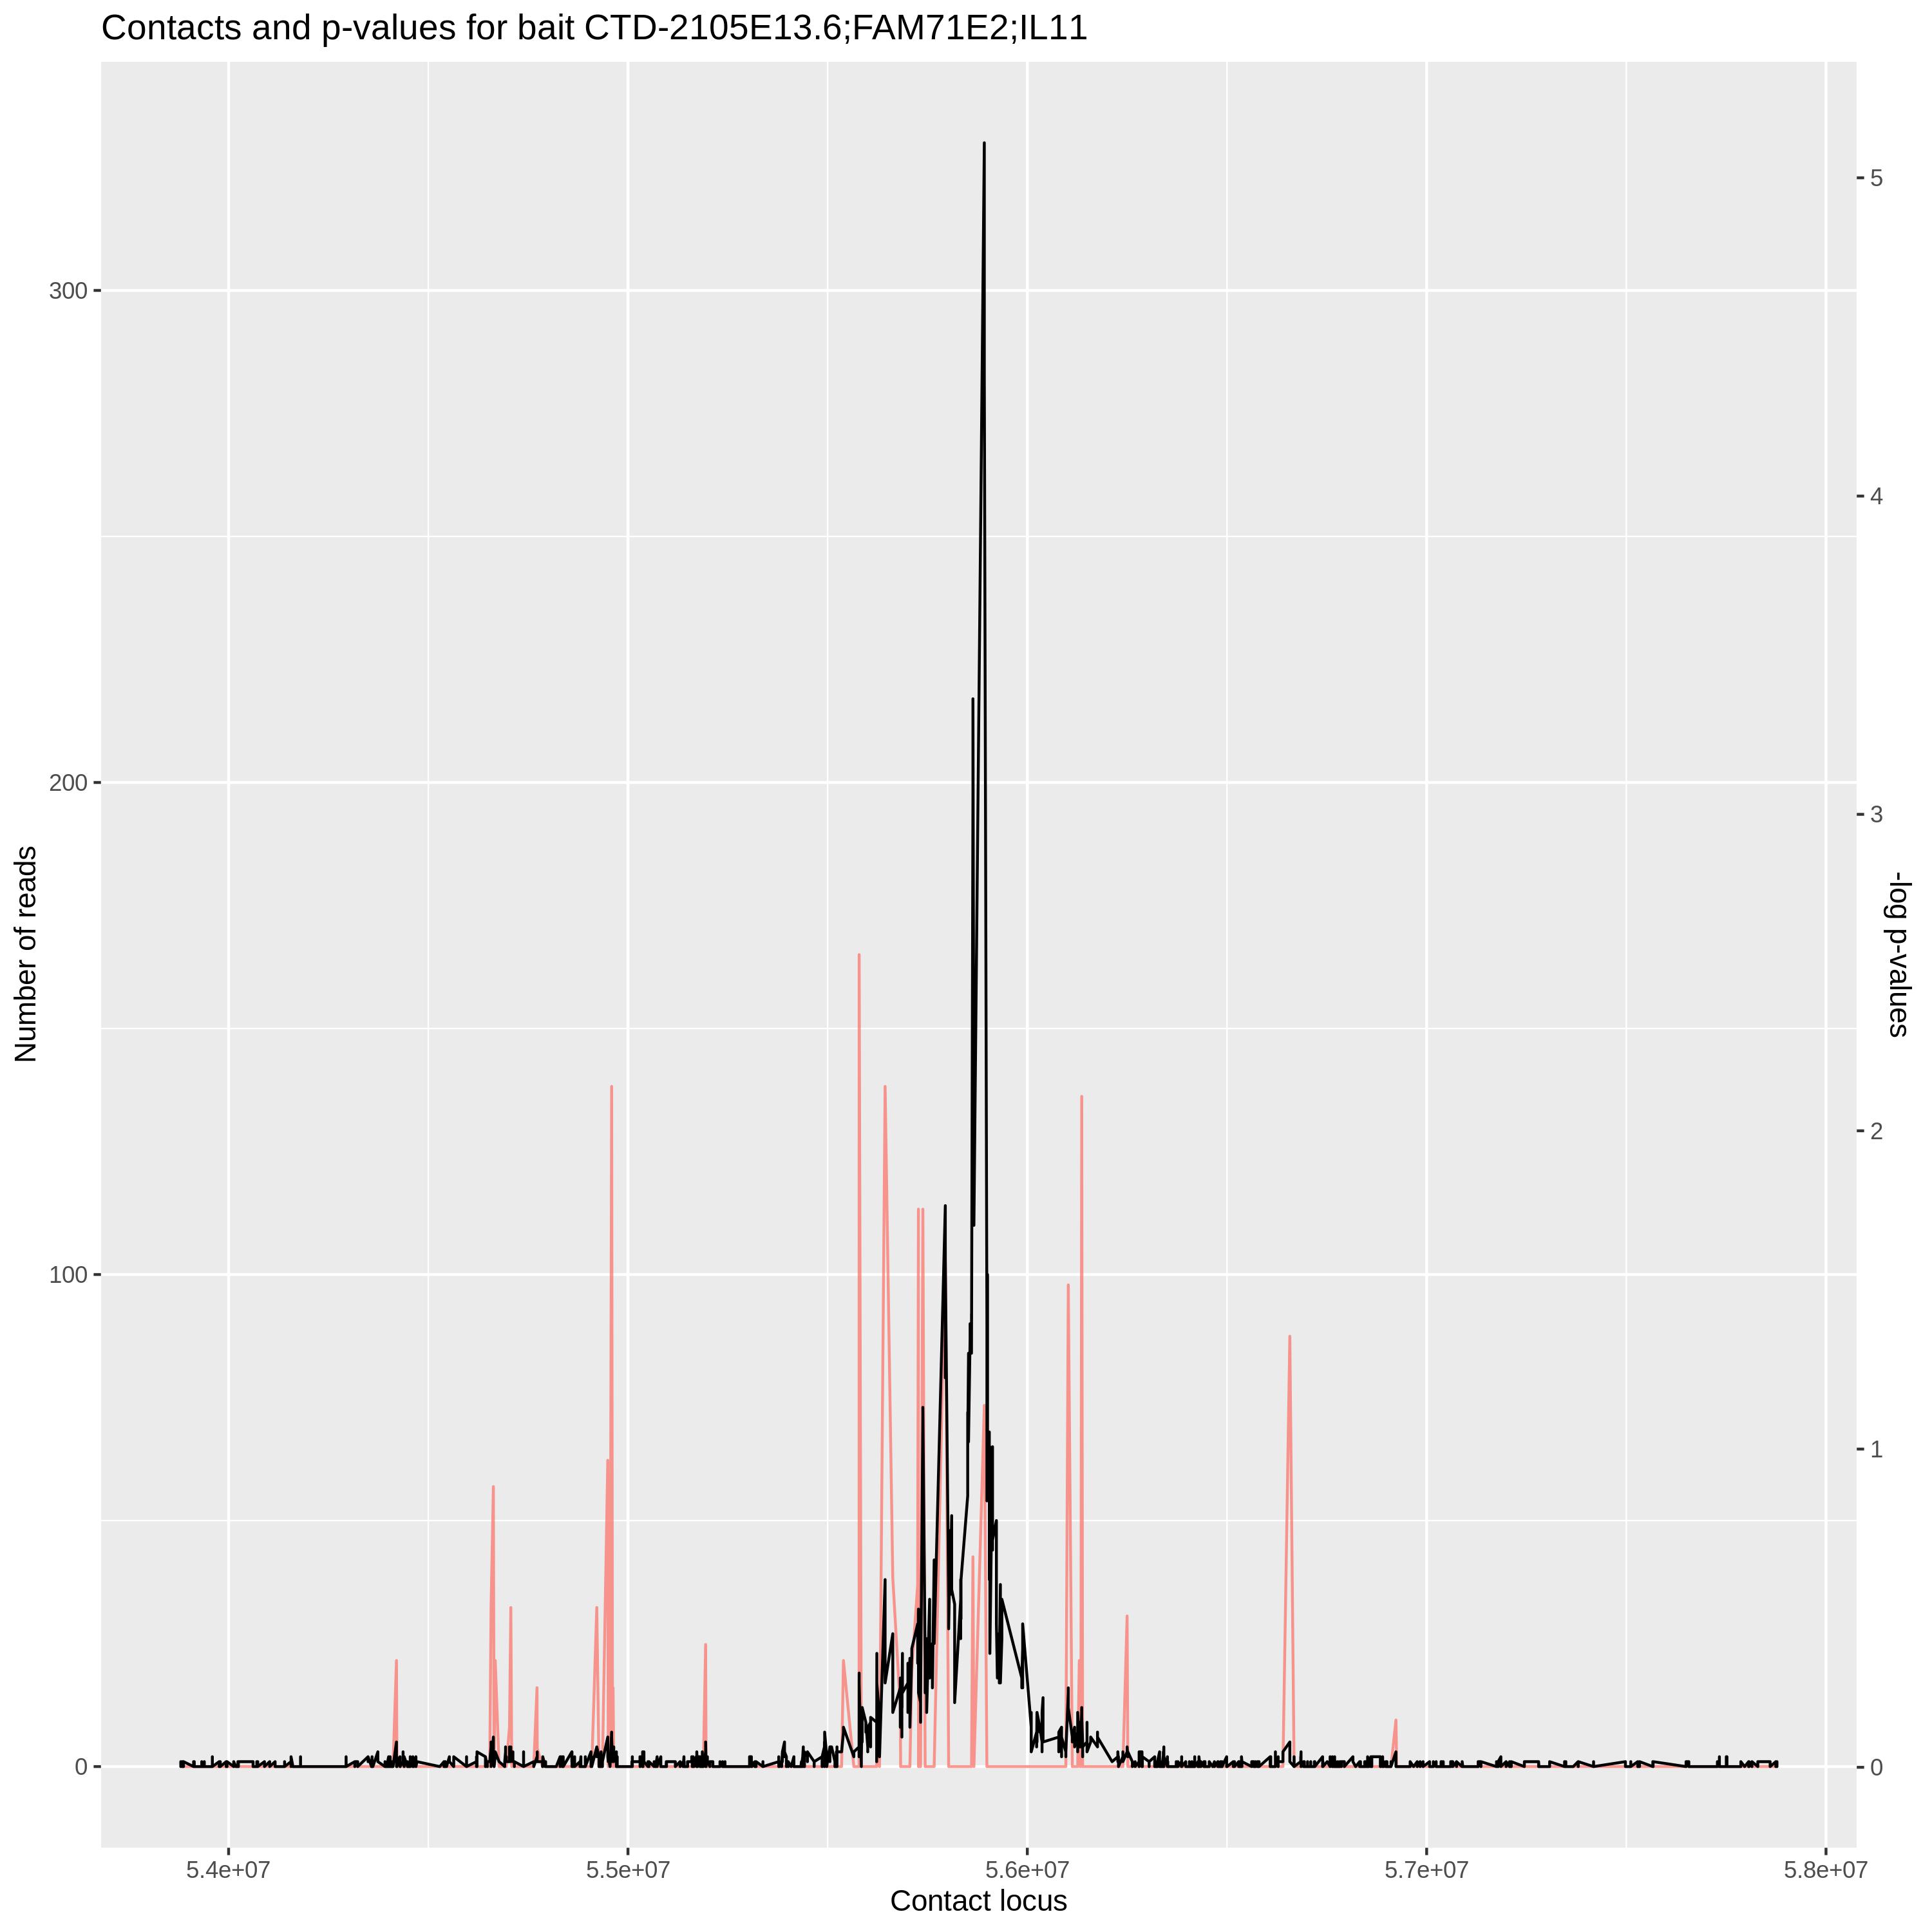 Contacts and p-values for bait CTD-2105E13.6;FAM71E2;IL11
Number of reads
300
200
100
0
5
4
3
2
1
0
-log p-values
5.4e+07
5.5e+07
5.6e+07
5.7e+07
5.8e+07
Contact locus